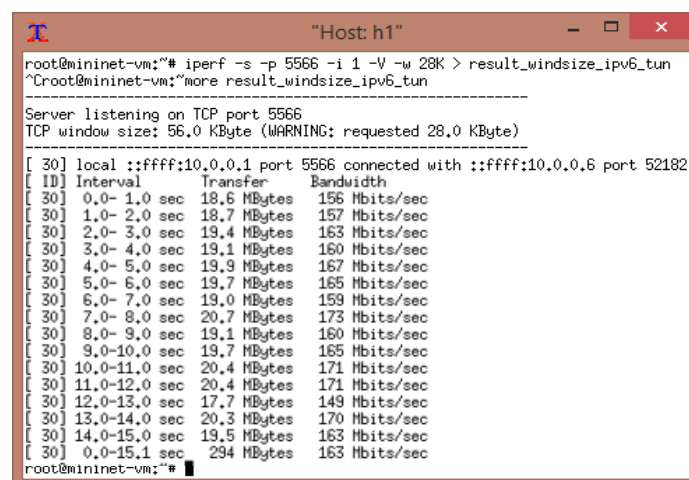 "Host: h1"
root@mininet-vm:~# iperf -s -p 5566 -i 1 -V -w 28K > result_windsize_ipv6_tun
^Croot@mininet-vm:~more result_windsize_ipv6_tun
------------------------------------------------------------
Server listening on TCP port 5566
TCP window size: 56.0 KByte (WARNING: requested 28.0 KByte)
------------------------------------------------------------
[ 30] local ::ffff:10.0.0.1 port 5566 connected with ::ffff:10.0.0.6 port 52182
[ ID] Interval       Transfer     Bandwidth
[ 30]  0.0- 1.0 sec  18.6 MBytes   156 Mbits/sec
[ 30]  1.0- 2.0 sec  18.7 MBytes   157 Mbits/sec
[ 30]  2.0- 3.0 sec  19.4 MBytes   163 Mbits/sec
[ 30]  3.0- 4.0 sec  19.1 MBytes   160 Mbits/sec
[ 30]  4.0- 5.0 sec  19.9 MBytes   167 Mbits/sec
[ 30]  5.0- 6.0 sec  19.7 MBytes   165 Mbits/sec
[ 30]  6.0- 7.0 sec  19.0 MBytes   159 Mbits/sec
[ 30]  7.0- 8.0 sec  20.7 MBytes   173 Mbits/sec
[ 30]  8.0- 9.0 sec  19.1 MBytes   160 Mbits/sec
[ 30]  9.0-10.0 sec  19.7 MBytes   165 Mbits/sec
[ 30] 10.0-11.0 sec  20.4 MBytes   171 Mbits/sec
[ 30] 11.0-12.0 sec  20.4 MBytes   171 Mbits/sec
[ 30] 12.0-13.0 sec  17.7 MBytes   149 Mbits/sec
[ 30] 13.0-14.0 sec  20.3 MBytes   170 Mbits/sec
[ 30] 14.0-15.0 sec  19.5 MBytes   163 Mbits/sec
[ 30]  0.0-15.1 sec   294 MBytes   163 Mbits/sec
root@mininet-vm:~#